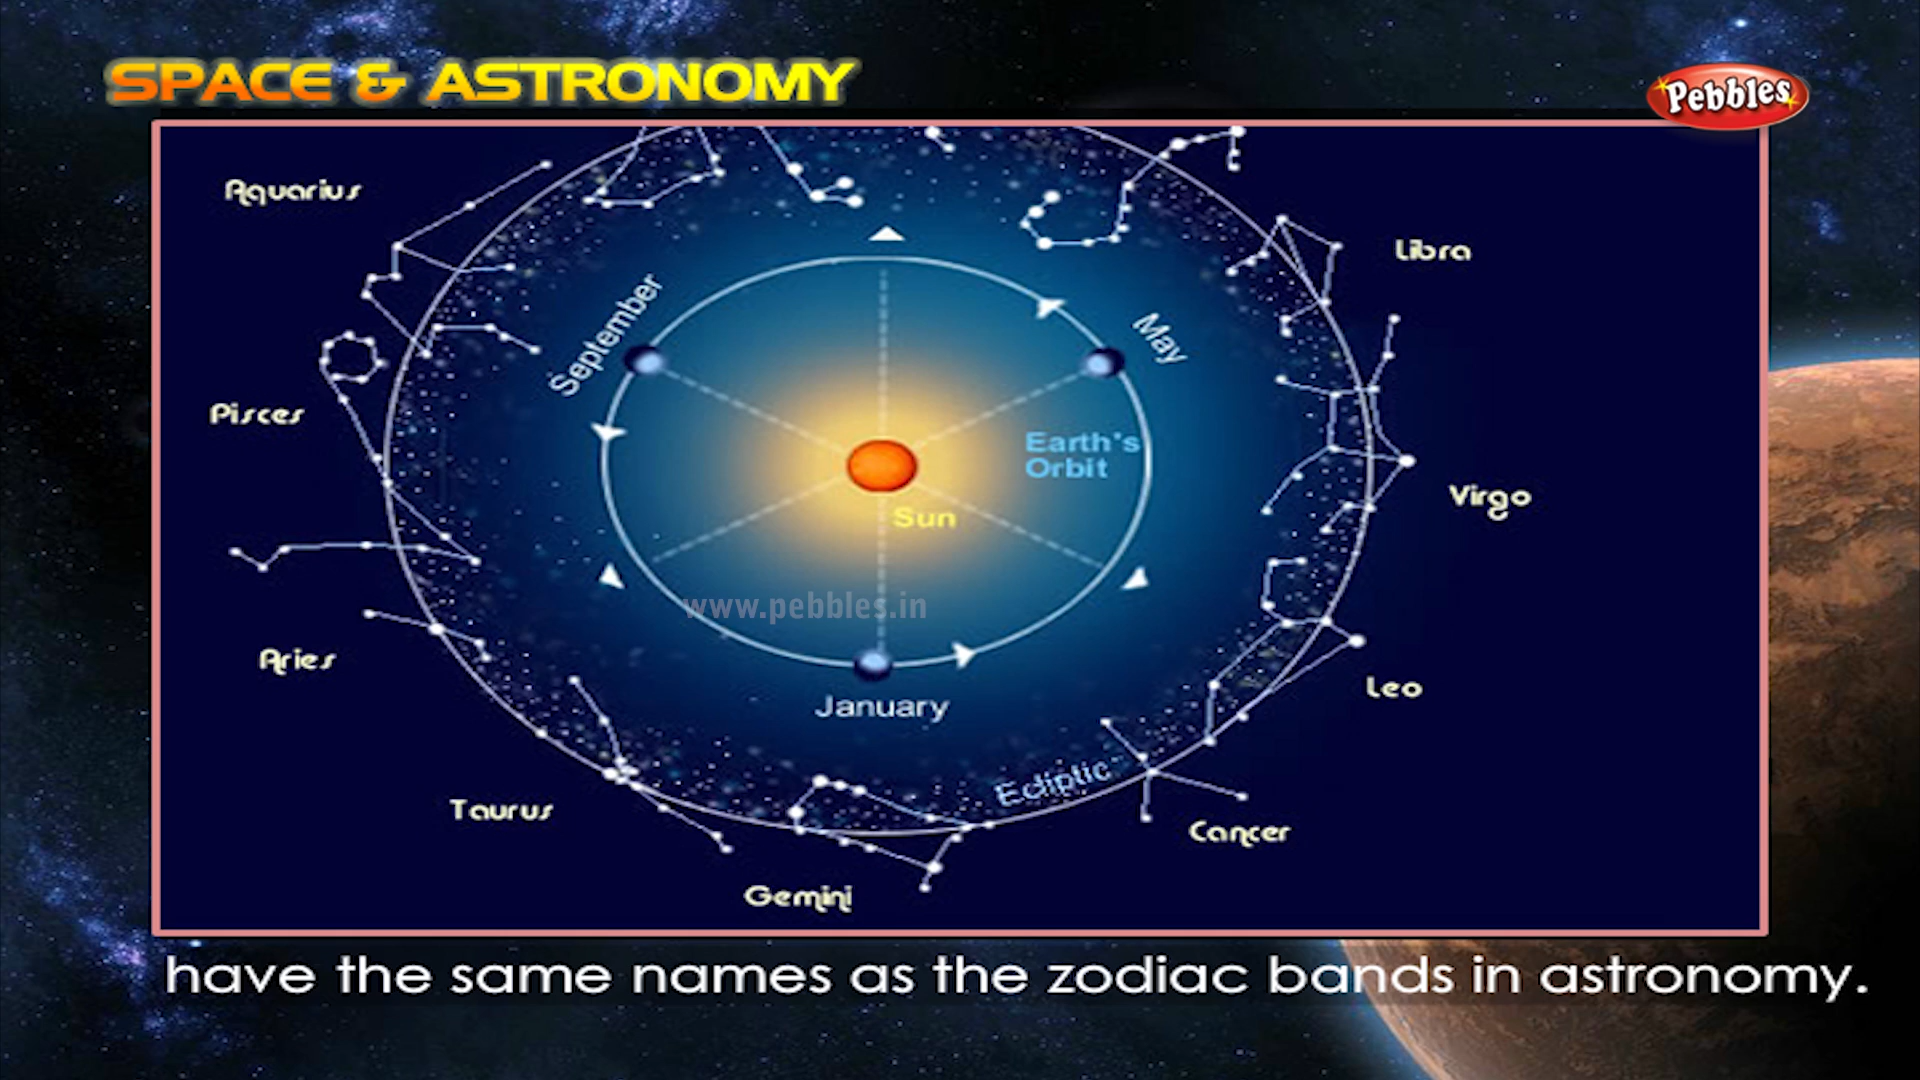 SPACE & ASTRONOMY
Pebbles
Aquarius
Libra
September
May
Pisces
Earth's
Orbit
Virgo
Sun
www.pebbles.in
Aries
Leo
January
Ecliptic
Taurus
Cancer
Gemini
have the same names as the zodiac bands in astronomy.